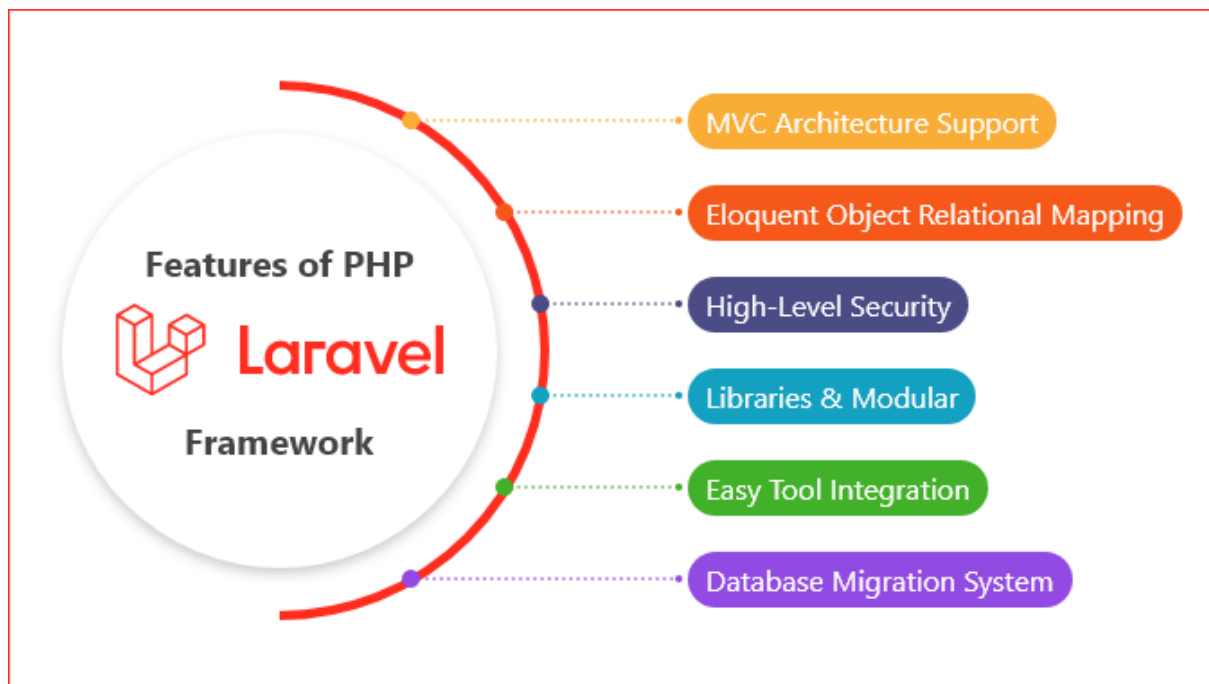 Features of PHP
Laravel
Framework
MVC Architecture Support
Eloquent Object Relational Mapping
High-Level Security
Libraries & Modular
Easy Tool Integration
Database Migration System